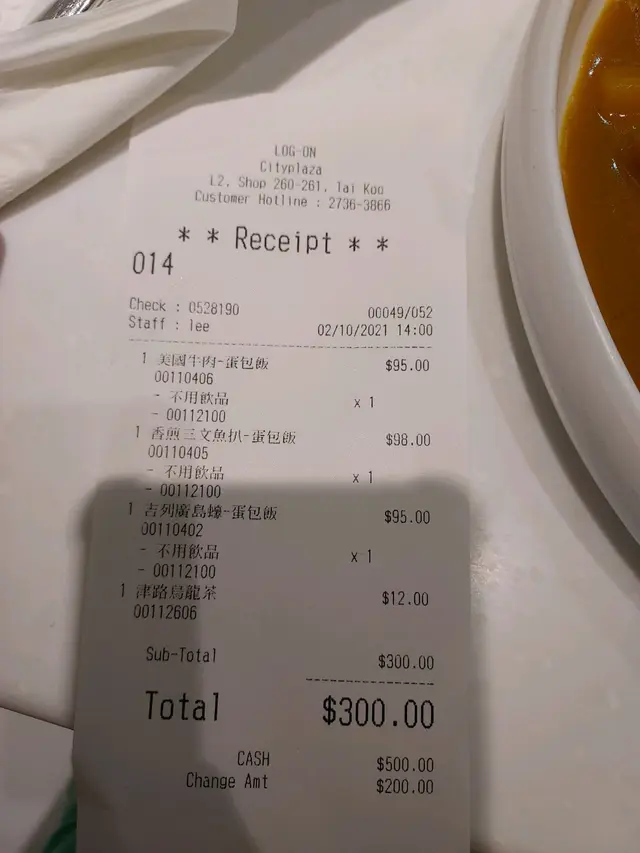 LOG-ON
Cityplaza
L2, Shop 260-261, Tai Koo
Customer Hotline : 2736-3866
* * Receipt * *
014
Check : 0528190 00049/052
Staff : lee 02/10/2021 14:00
1 美國牛肉-蛋包飯 $95.00
00110406
- 不用飲品 x 1
- 00112100
1 香煎三文魚扒-蛋包飯 $98.00
00110405
- 不用飲品 x 1
- 00112100
1 吉列廣島蠔-蛋包飯 $95.00
00110402
- 不用飲品 x 1
- 00112100
1 津路烏龍茶 $12.00
00112606
Sub-Total $300.00
Total $300.00
CASH $500.00
Change Amt $200.00